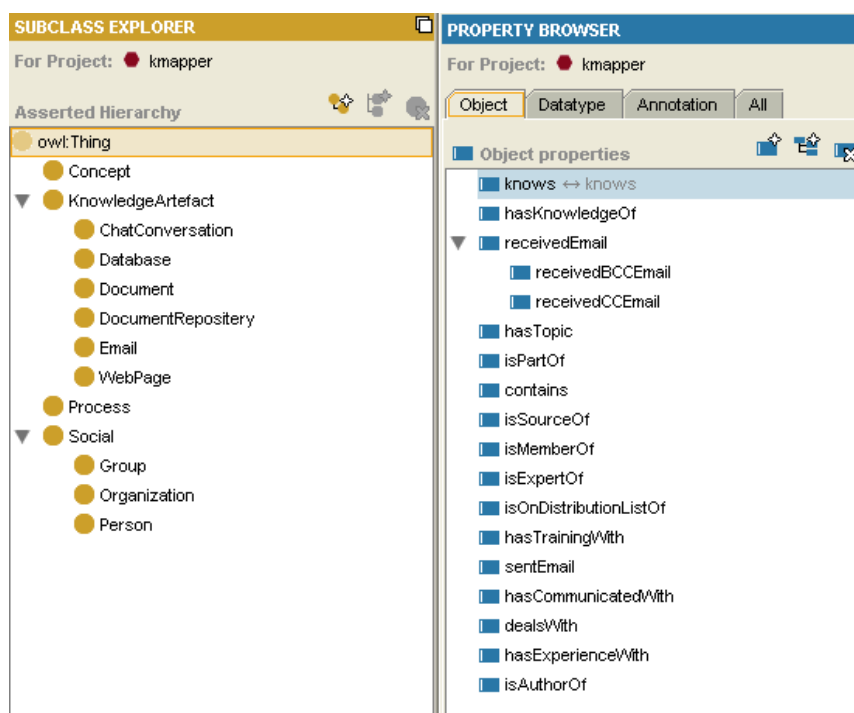 SUBCLASS EXPLORER
For Project: kmapper
Asserted Hierarchy
owl:Thing
Concept
KnowledgeArtefact
ChatConversation
Database
Document
DocumentRepositery
Email
WebPage
Process
Social
Group
Organization
Person
PROPERTY BROWSER
For Project: kmapper
Object Datatype Annotation All
Object properties
knows ↔ knows
hasKnowledgeOf
receivedEmail
receivedBCCEmail
receivedCCEmail
hasTopic
isPartOf
contains
isSourceOf
isMemberOf
isExpertOf
isOnDistributionListOf
hasTrainingWith
sentEmail
hasCommunicatedWith
dealsWith
hasExperienceWith
isAuthorOf